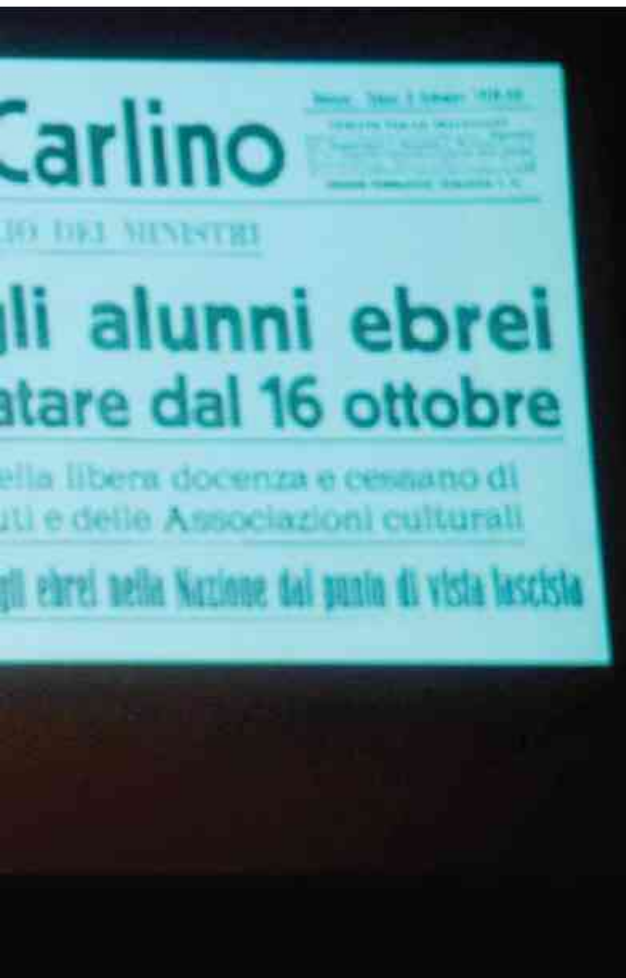 Carlino
IO DEI MINISTRI
gli alunni ebrei
atare dal 16 ottobre
ella libera docenza e cessano di
uti e delle Associazioni culturali
gli ebrei nella Nazione dal punto di vista fascista